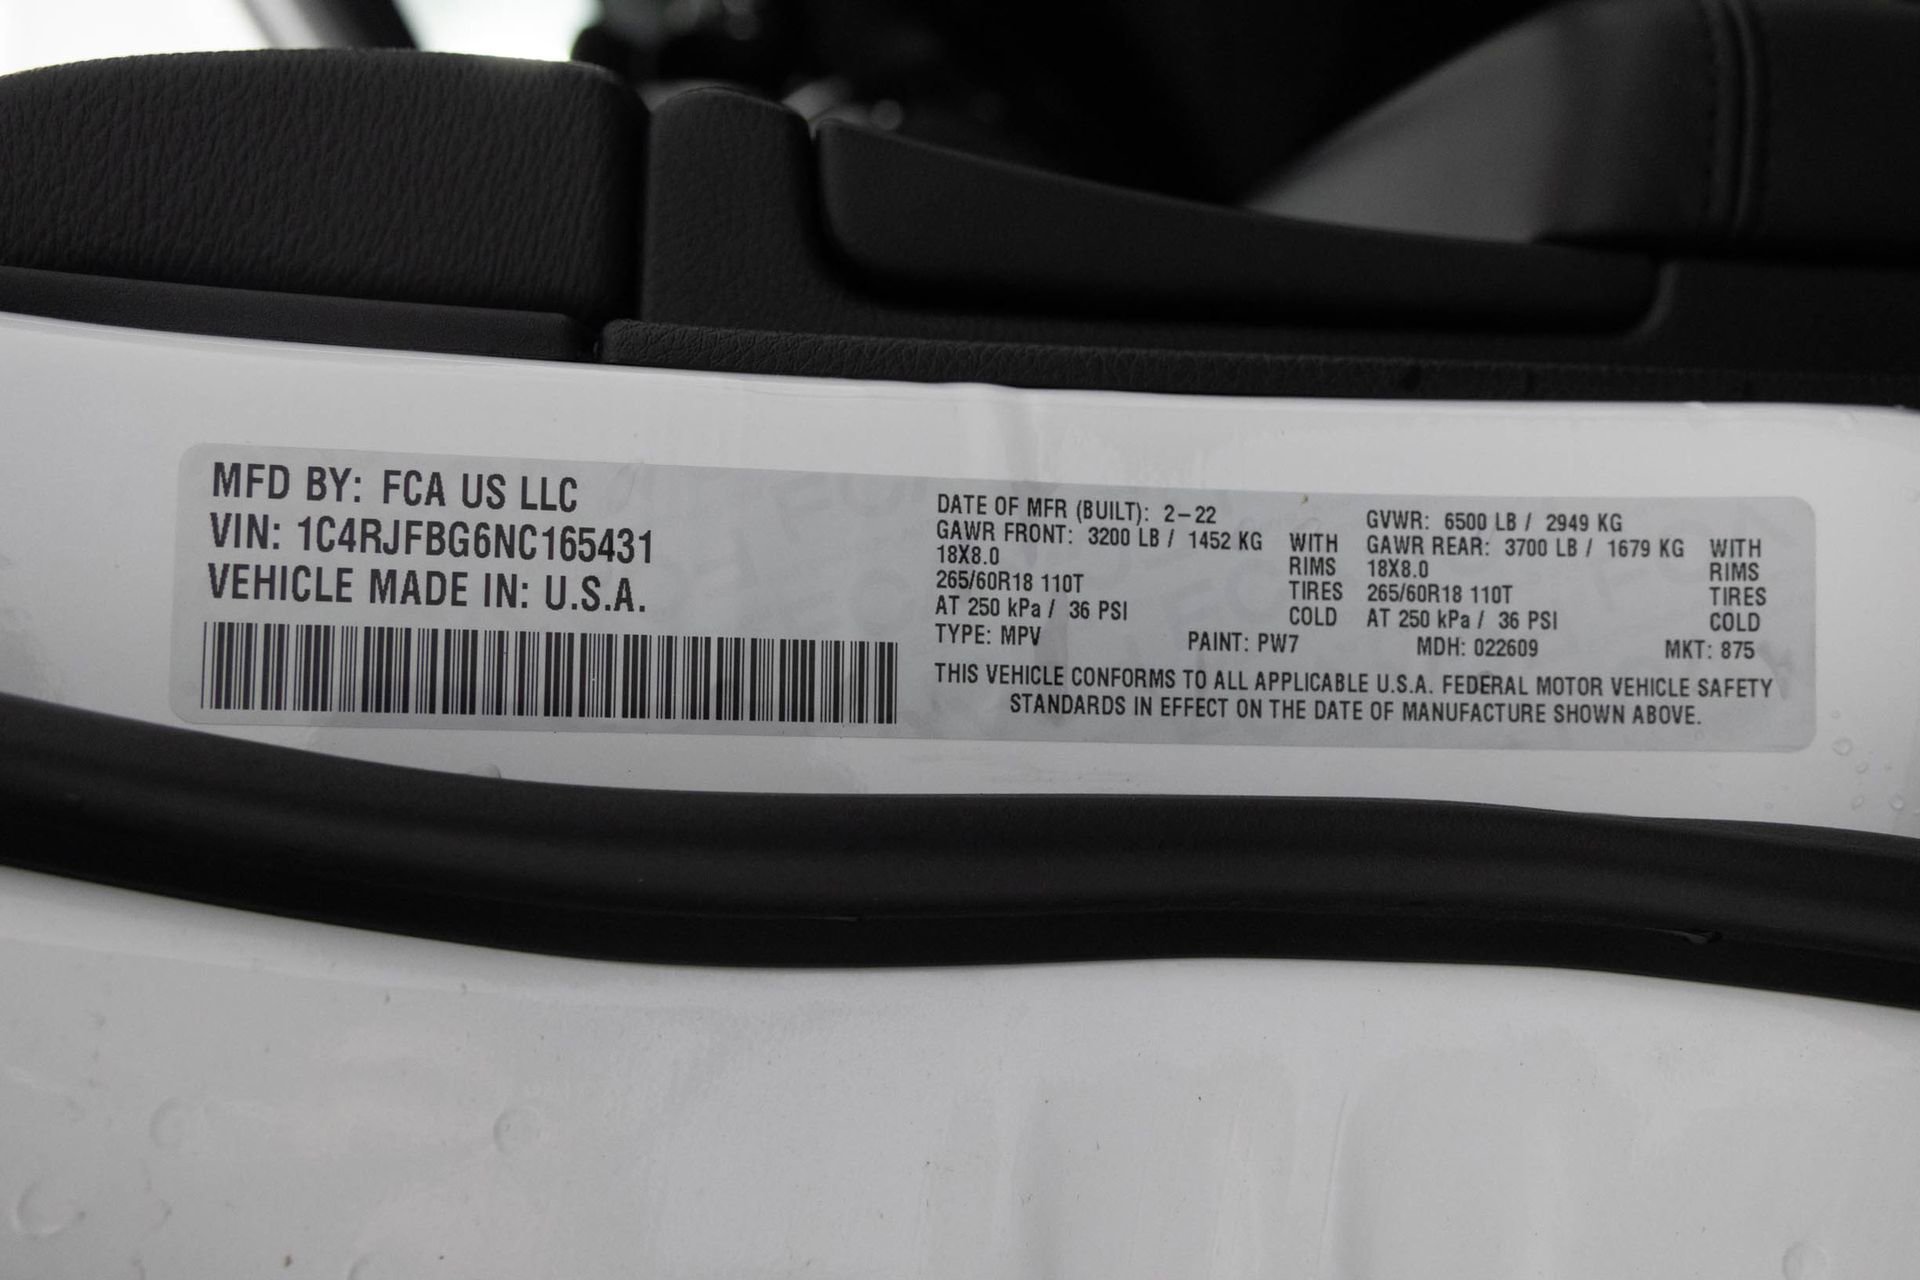 MFD BY: FCA US LLC
VIN: 1C4RJFBG6NC165431
VEHICLE MADE IN: U.S.A.
DATE OF MFR (BUILT): 2-22
GAWR FRONT: 3200 LB / 1452 KG WITH
18X8.0 RIMS
265/60R18 110T TIRES
AT 250 kPa / 36 PSI COLD
GVWR: 6500 LB / 2949 KG
GAWR REAR: 3700 LB / 1679 KG WITH
18X8.0 RIMS
265/60R18 110T TIRES
AT 250 kPa / 36 PSI COLD
TYPE: MPV PAINT: PW7 MDH: 022609 MKT: 875
THIS VEHICLE CONFORMS TO ALL APPLICABLE U.S.A. FEDERAL MOTOR VEHICLE SAFETY
STANDARDS IN EFFECT ON THE DATE OF MANUFACTURE SHOWN ABOVE.